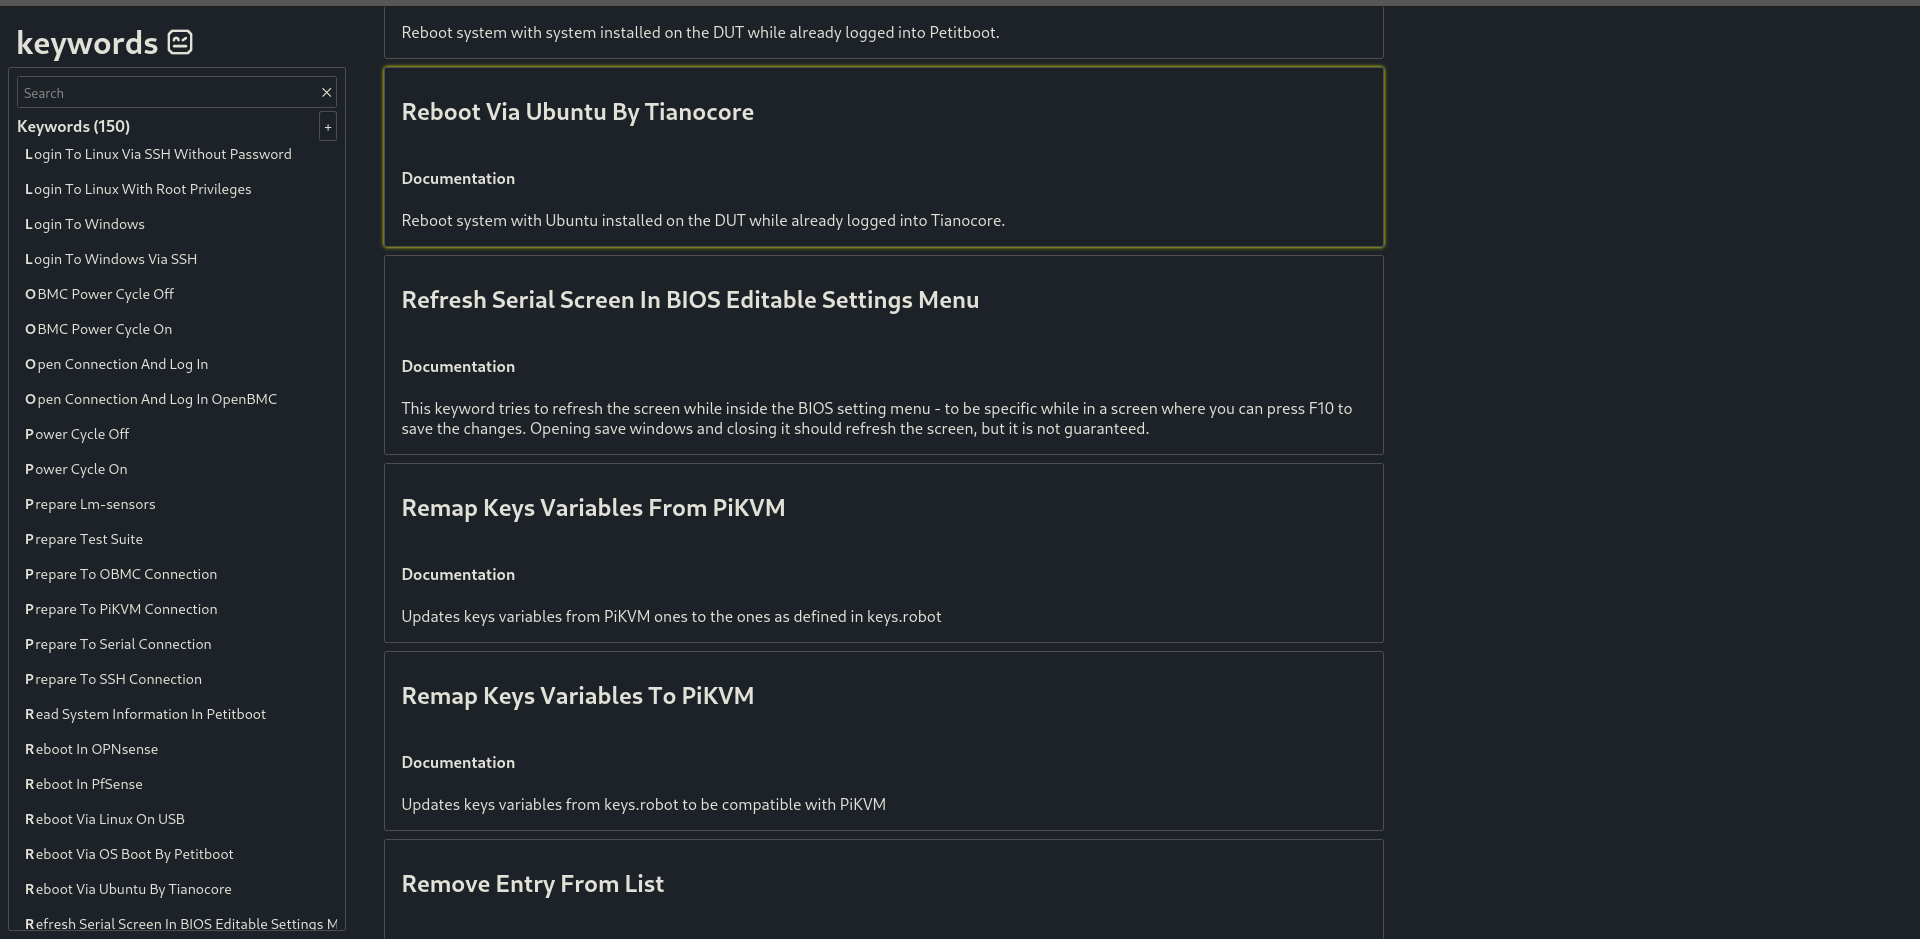 keywords
Search
Keywords (150)
+
Login To Linux Via SSH Without Password
Login To Linux With Root Privileges
Login To Windows
Login To Windows Via SSH
OBMC Power Cycle Off
OBMC Power Cycle On
Open Connection And Log In
Open Connection And Log In OpenBMC
Power Cycle Off
Power Cycle On
Prepare Lm-sensors
Prepare Test Suite
Prepare To OBMC Connection
Prepare To PiKVM Connection
Prepare To Serial Connection
Prepare To SSH Connection
Read System Information In Petitboot
Reboot In OPNsense
Reboot In PfSense
Reboot Via Linux On USB
Reboot Via OS Boot By Petitboot
Reboot Via Ubuntu By Tianocore
Refresh Serial Screen In BIOS Editable Settings M
Reboot system with system installed on the DUT while already logged into Petitboot.
Reboot Via Ubuntu By Tianocore
Documentation
Reboot system with Ubuntu installed on the DUT while already logged into Tianocore.
Refresh Serial Screen In BIOS Editable Settings Menu
Documentation
This keyword tries to refresh the screen while inside the BIOS setting menu - to be specific while in a screen where you can press F10 to
save the changes. Opening save windows and closing it should refresh the screen, but it is not guaranteed.
Remap Keys Variables From PiKVM
Documentation
Updates keys variables from PiKVM ones to the ones as defined in keys.robot
Remap Keys Variables To PiKVM
Documentation
Updates keys variables from keys.robot to be compatible with PiKVM
Remove Entry From List